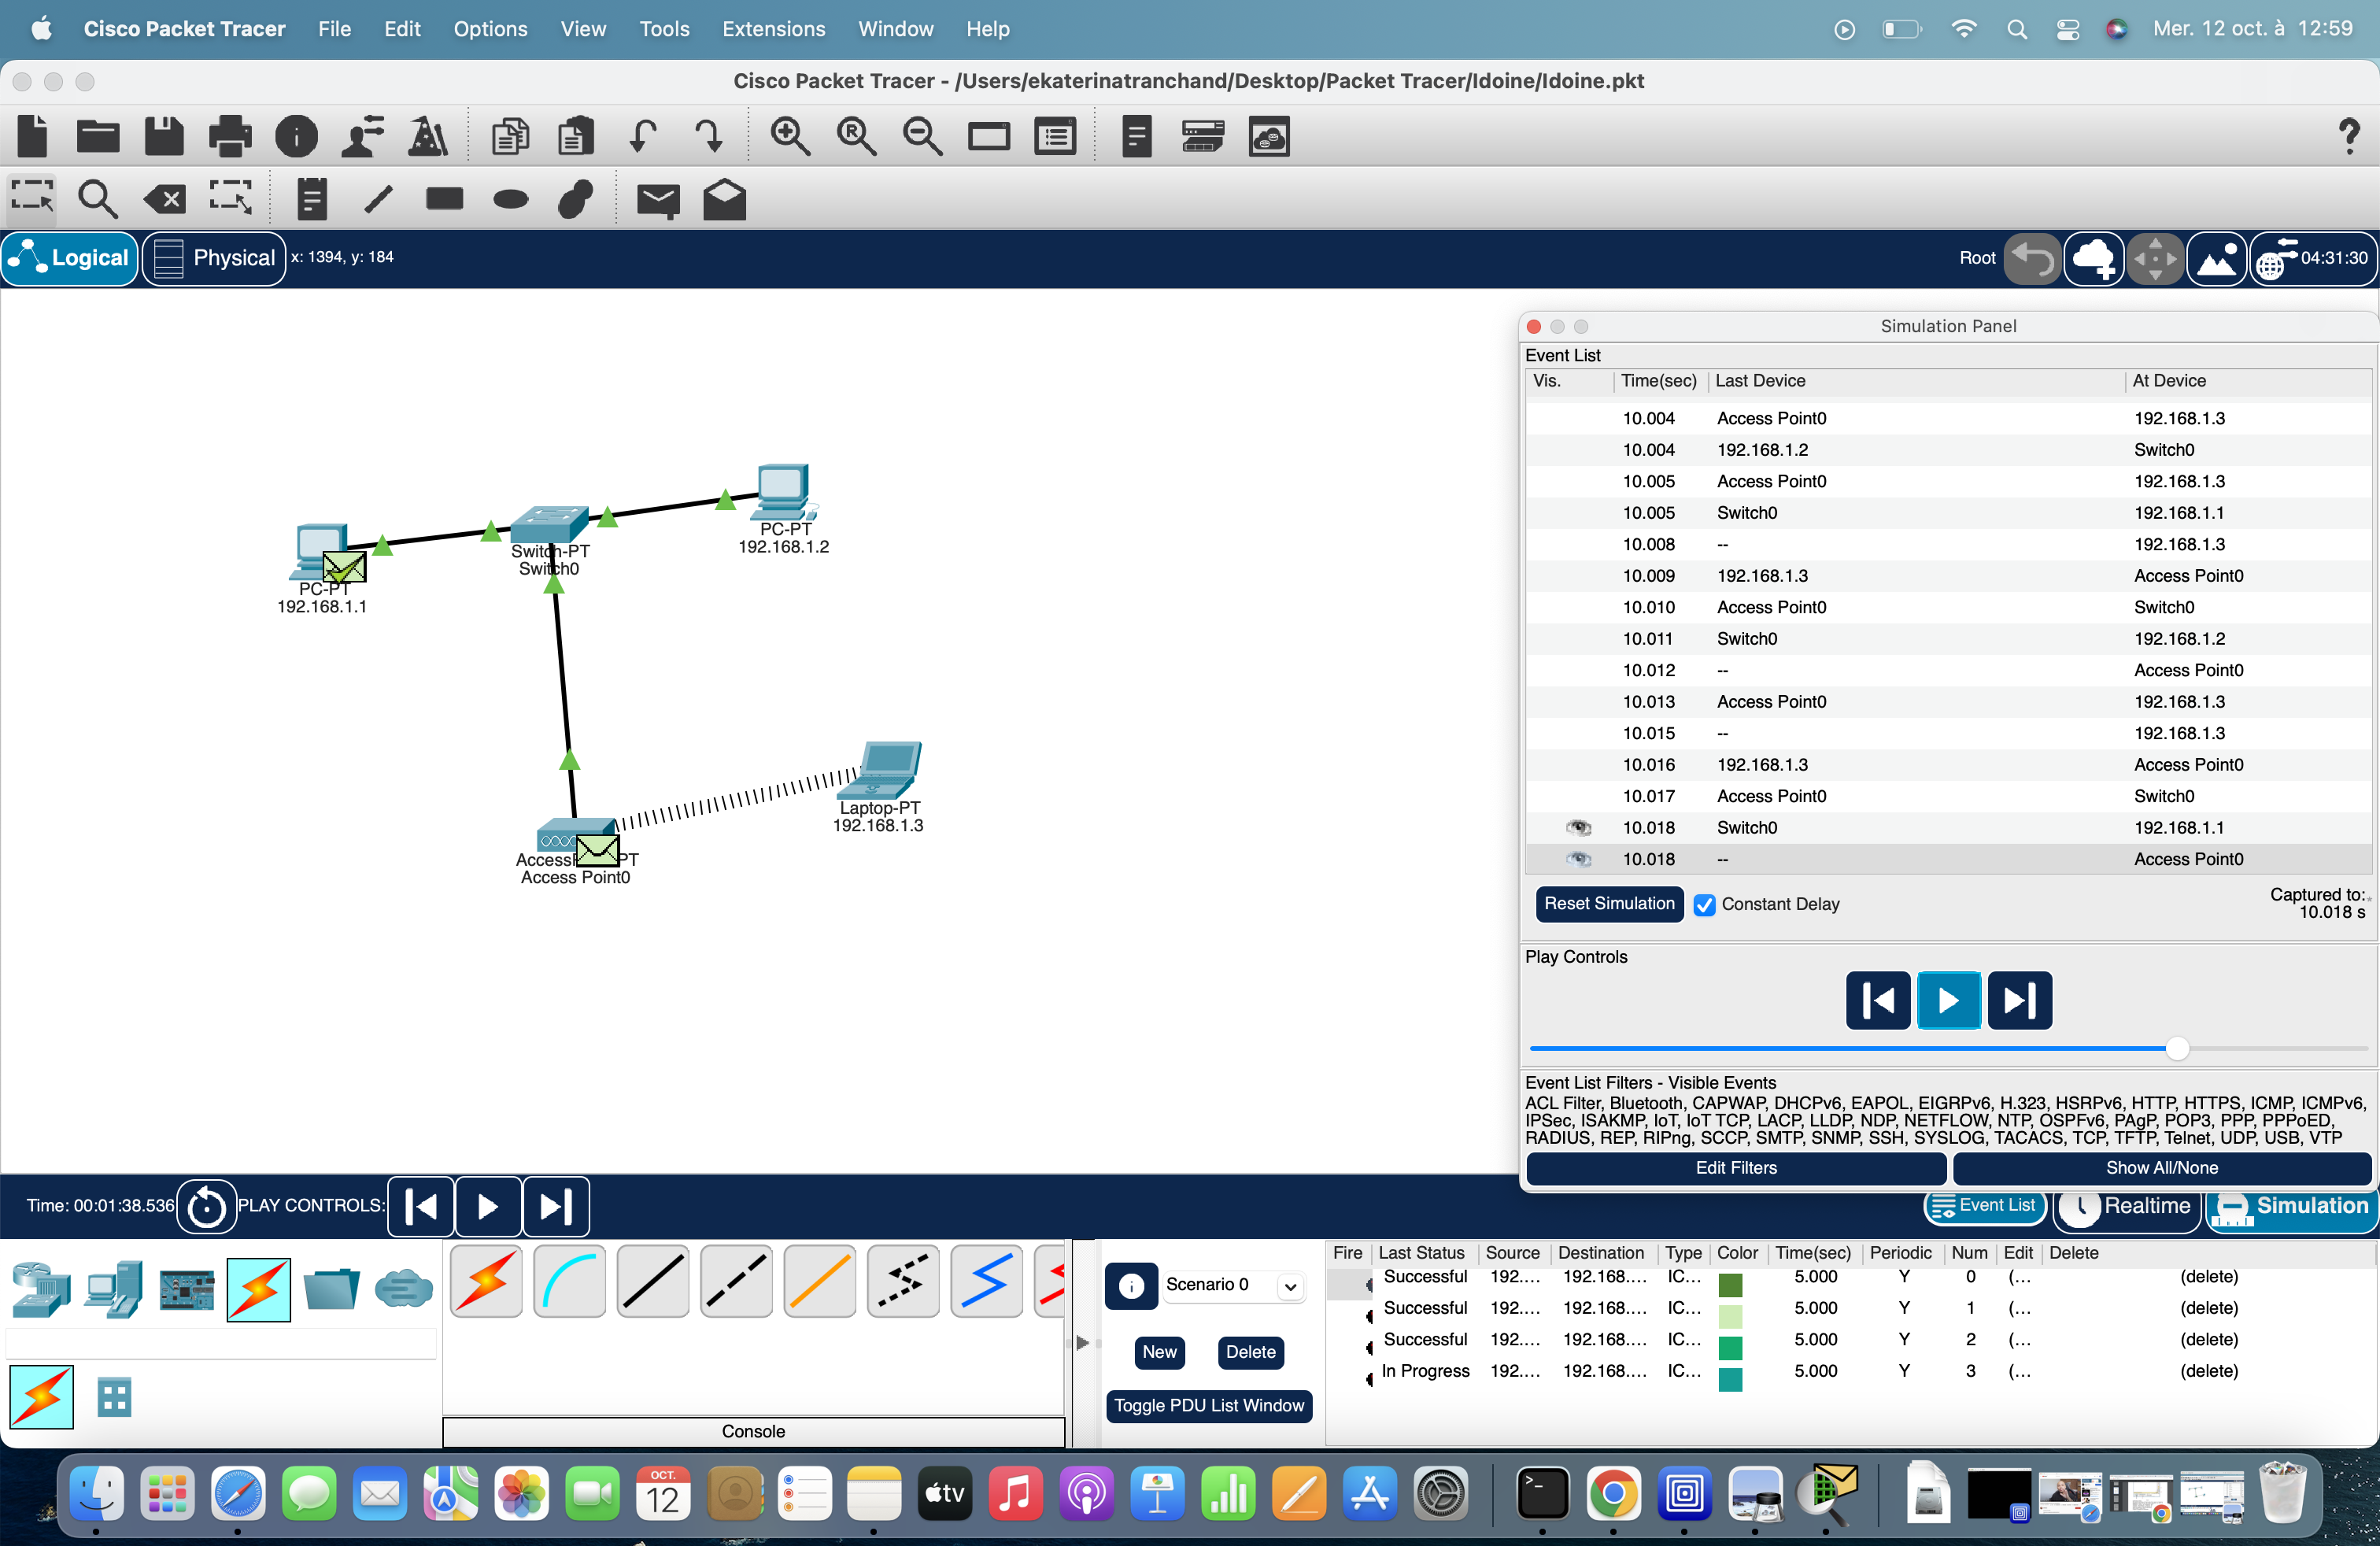 Cisco Packet Tracer File Edit Options View Tools Extensions Window Help Mer. 12 oct. à 12:59
Cisco Packet Tracer - /Users/ekaterinatranchand/Desktop/Packet Tracer/Idoine/Idoine.pkt
Logical Physical x: 1394, y: 184 Root 04:31:30
PC-PT
192.168.1.1
Switch-PT
Switch0
PC-PT
192.168.1.2
Laptop-PT
192.168.1.3
Access PT
Access Point0
Simulation Panel
Event List
Vis. Time(sec) Last Device At Device
10.004 Access Point0 192.168.1.3
10.004 192.168.1.2 Switch0
10.005 Access Point0 192.168.1.3
10.005 Switch0 192.168.1.1
10.008 -- 192.168.1.3
10.009 192.168.1.3 Access Point0
10.010 Access Point0 Switch0
10.011 Switch0 192.168.1.2
10.012 -- Access Point0
10.013 Access Point0 192.168.1.3
10.015 -- 192.168.1.3
10.016 192.168.1.3 Access Point0
10.017 Access Point0 Switch0
10.018 Switch0 192.168.1.1
10.018 -- Access Point0
Reset Simulation Constant Delay Captured to:
10.018 s
Play Controls
Event List Filters - Visible Events
ACL Filter, Bluetooth, CAPWAP, DHCPv6, EAPOL, EIGRPv6, H.323, HSRPv6, HTTP, HTTPS, ICMP, ICMPv6,
IPSec, ISAKMP, IoT, IoT TCP, LACP, LLDP, NDP, NETFLOW, NTP, OSPFv6, PAgP, POP3, PPP, PPPoED,
RADIUS, REP, RIPng, SCCP, SMTP, SNMP, SSH, SYSLOG, TACACS, TCP, TFTP, Telnet, UDP, USB, VTP
Edit Filters Show All/None
Time: 00:01:38.536 PLAY CONTROLS: Event List Realtime Simulation
Scenario 0
New Delete
Toggle PDU List Window
Console
Fire Last Status Source Destination Type Color Time(sec) Periodic Num Edit Delete
Successful 192.... 192.168.... IC... 5.000 Y 0 (... (delete)
Successful 192.... 192.168.... IC... 5.000 Y 1 (... (delete)
Successful 192.... 192.168.... IC... 5.000 Y 2 (... (delete)
In Progress 192.... 192.168.... IC... 5.000 Y 3 (... (delete)
OCT.
12
tv